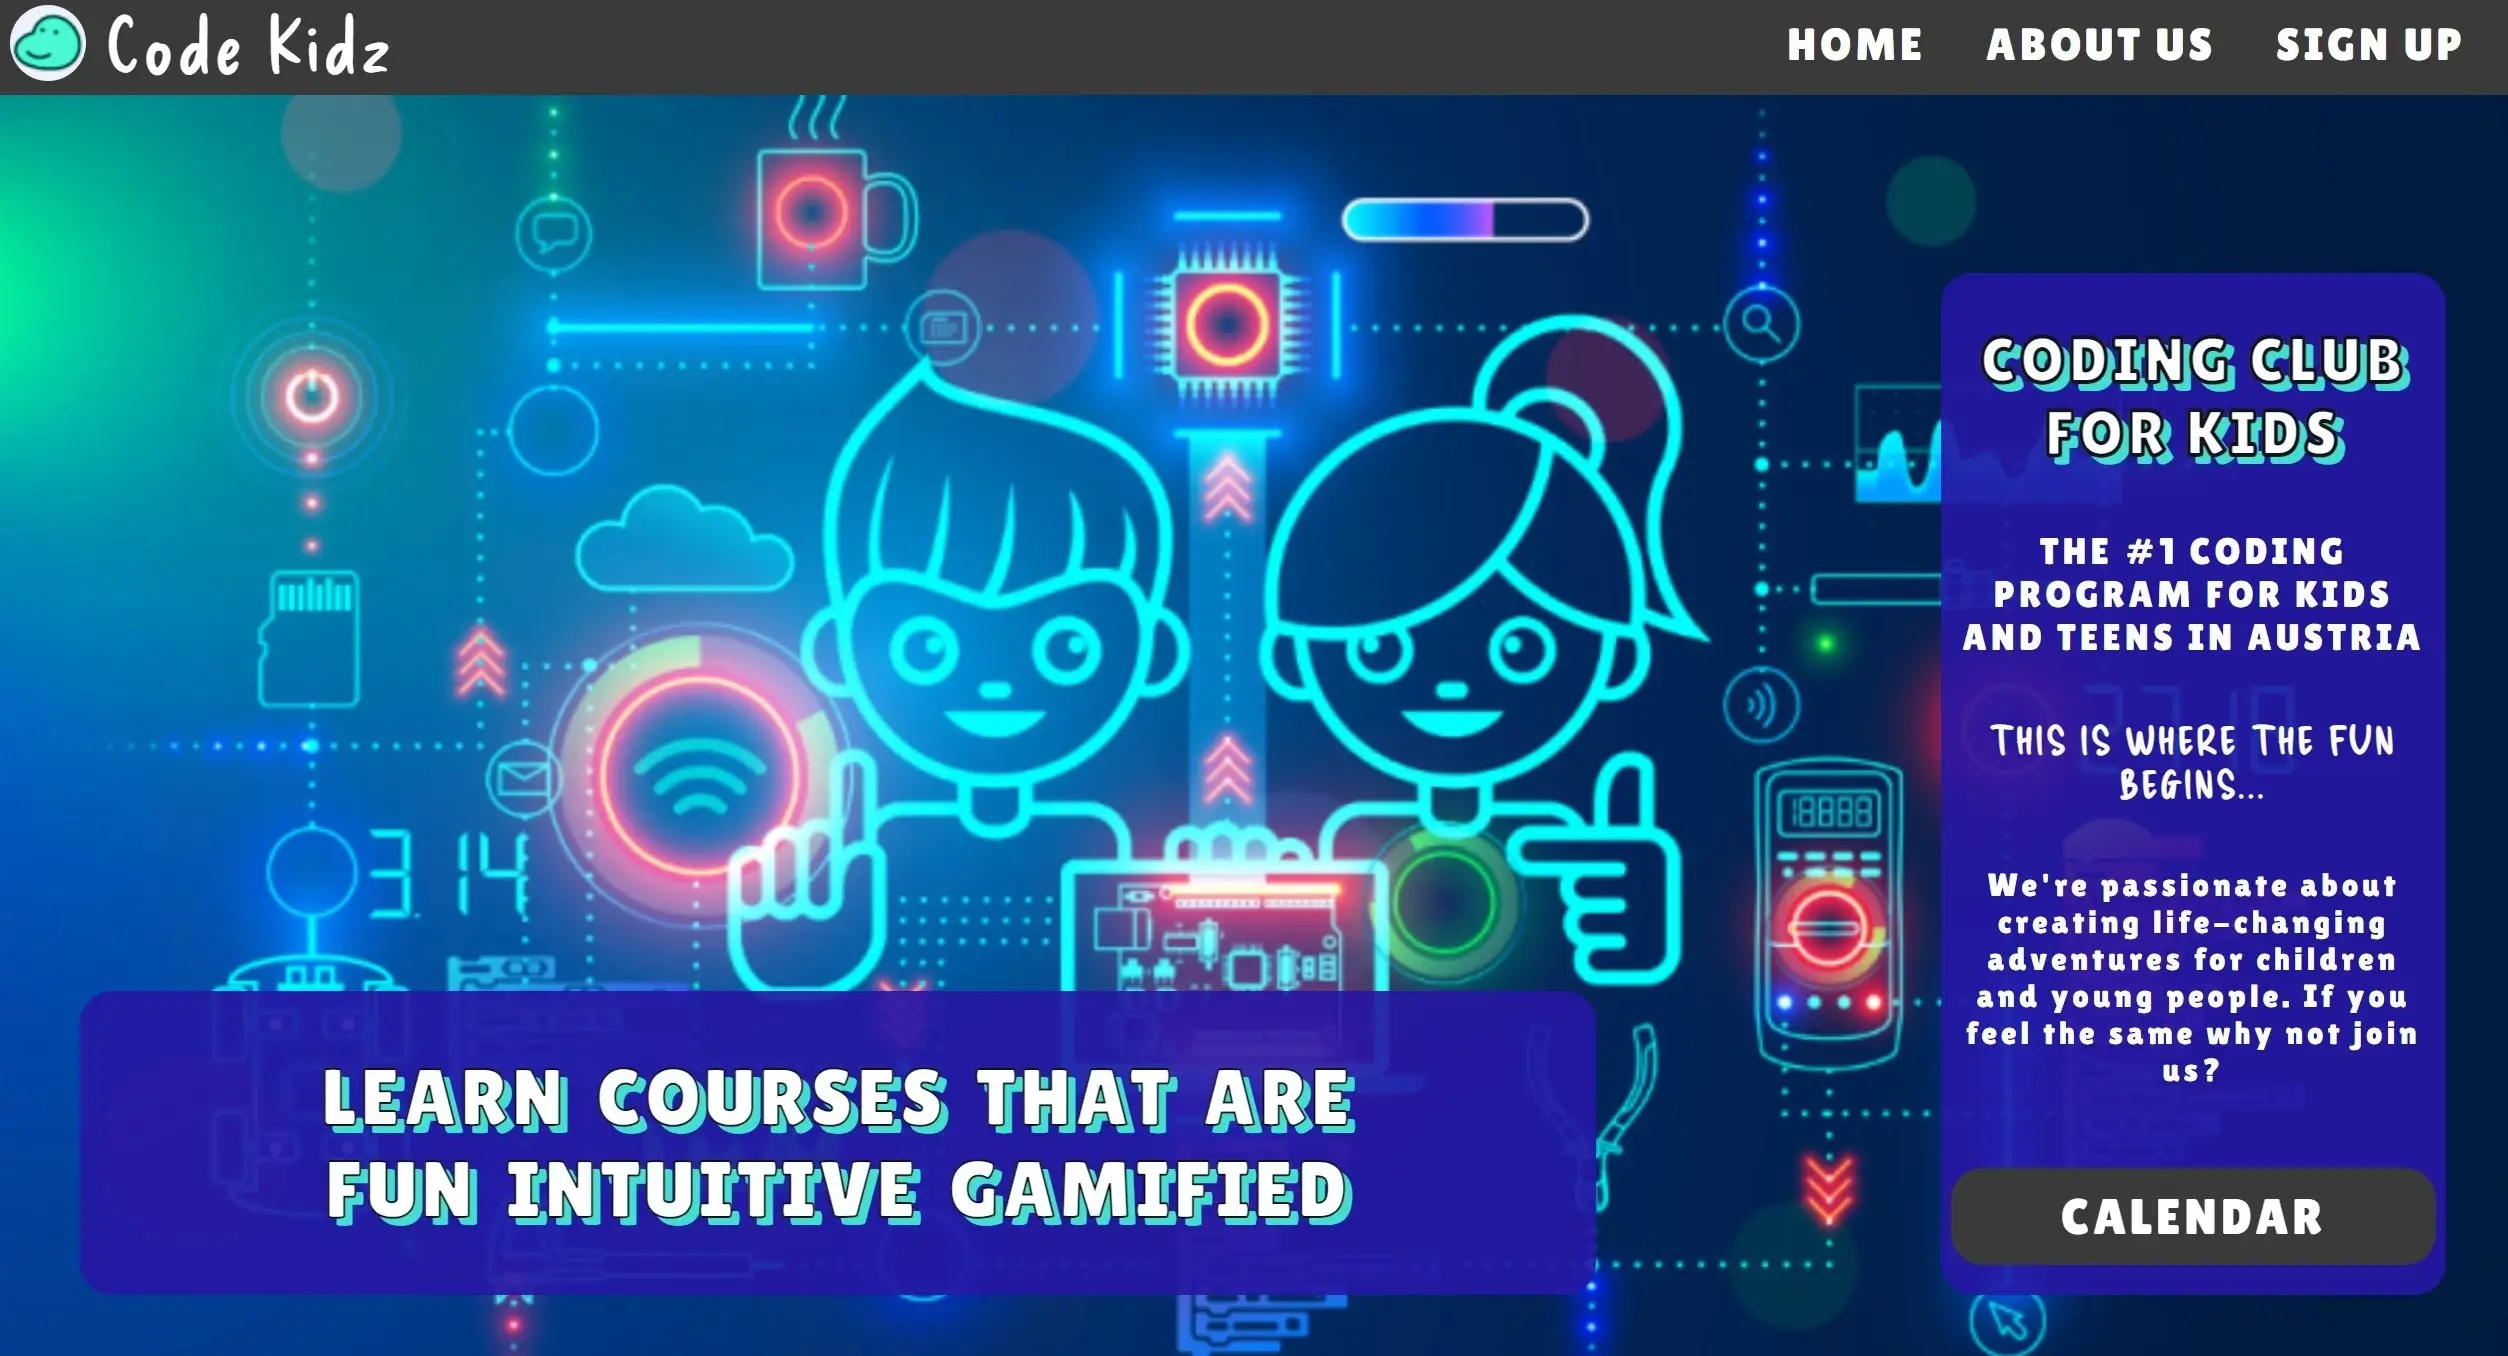 Code Kidz
HOME ABOUT US SIGN UP
CODING CLUB
FOR KIDS
THE #1 CODING
PROGRAM FOR KIDS
AND TEENS IN AUSTRIA
THIS IS WHERE THE FUN
BEGINS...
We're passionate about
creating life-changing
adventures for children
and young people. If you
feel the same why not join
us?
CALENDAR
3.14
18888
LEARN COURSES THAT ARE
FUN INTUITIVE GAMIFIED